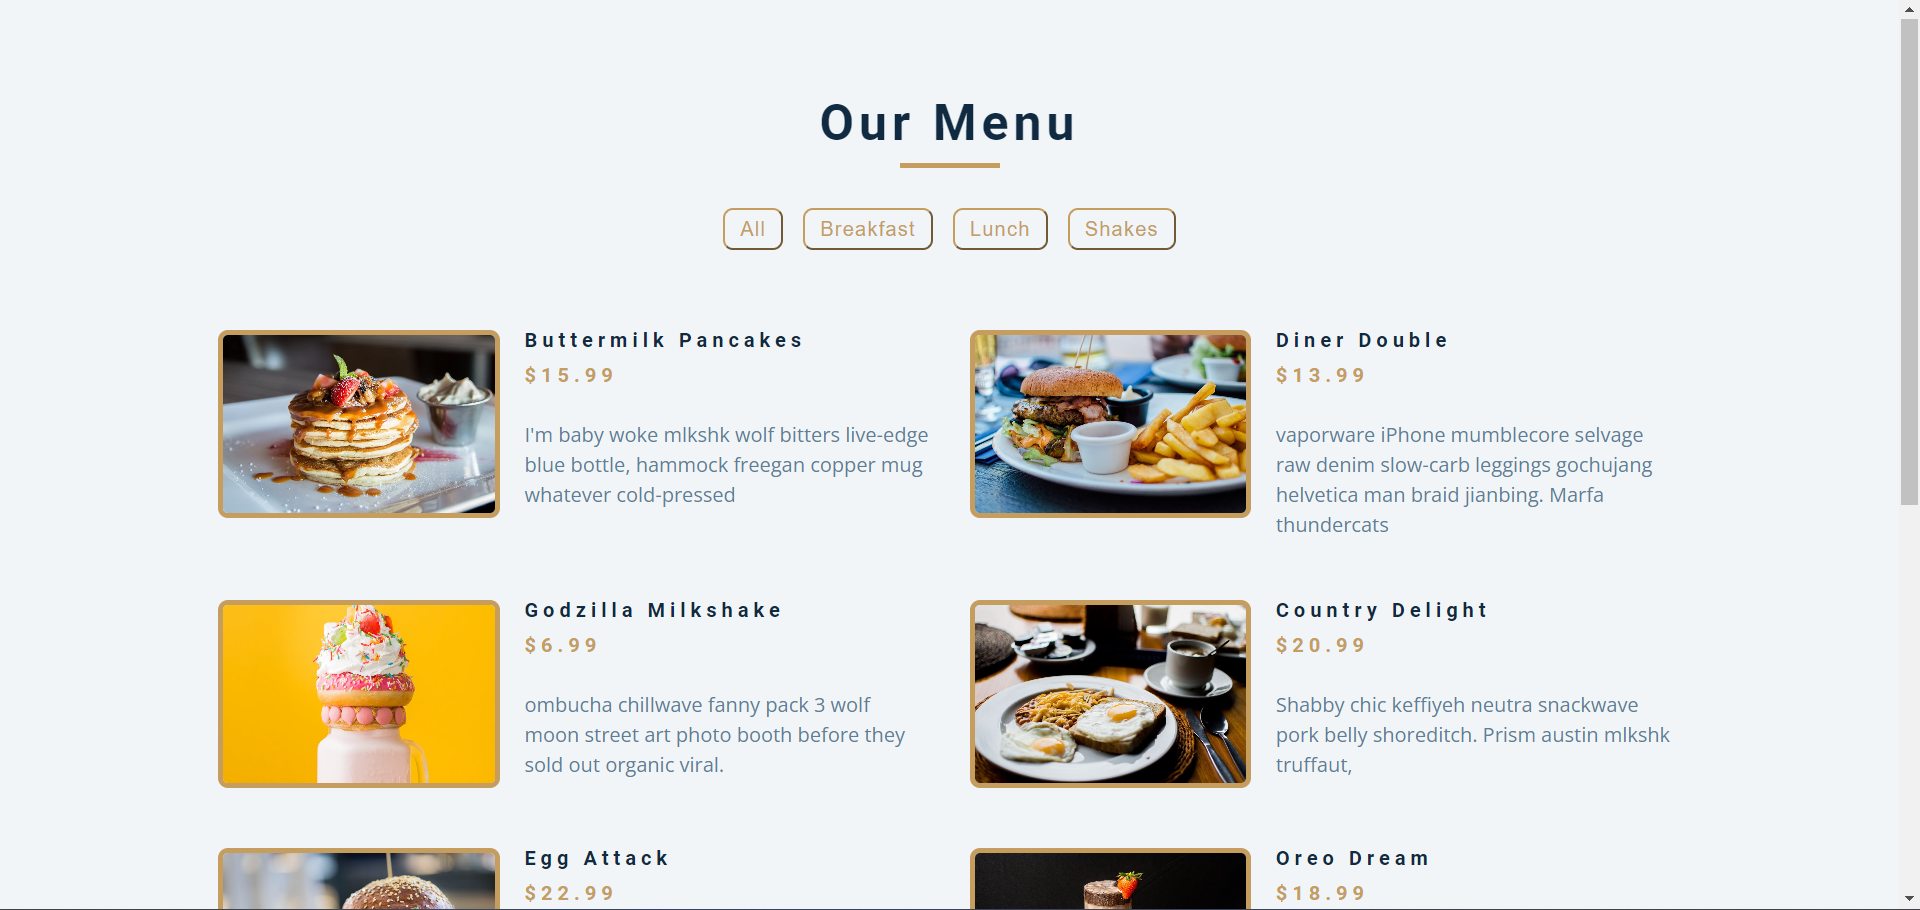 Our Menu
All
Breakfast
Lunch
Shakes
Buttermilk Pancakes
$15.99
I'm baby woke mlkshk wolf bitters live-edge
blue bottle, hammock freegan copper mug
whatever cold-pressed
Diner Double
$13.99
vaporware iPhone mumblecore selvage
raw denim slow-carb leggings gochujang
helvetica man braid jianbing. Marfa
thundercats
Godzilla Milkshake
$6.99
ombucha chillwave fanny pack 3 wolf
moon street art photo booth before they
sold out organic viral.
Country Delight
$20.99
Shabby chic keffiyeh neutra snackwave
pork belly shoreditch. Prism austin mlkshk
truffaut,
Egg Attack
$22.99
Oreo Dream
$18.99